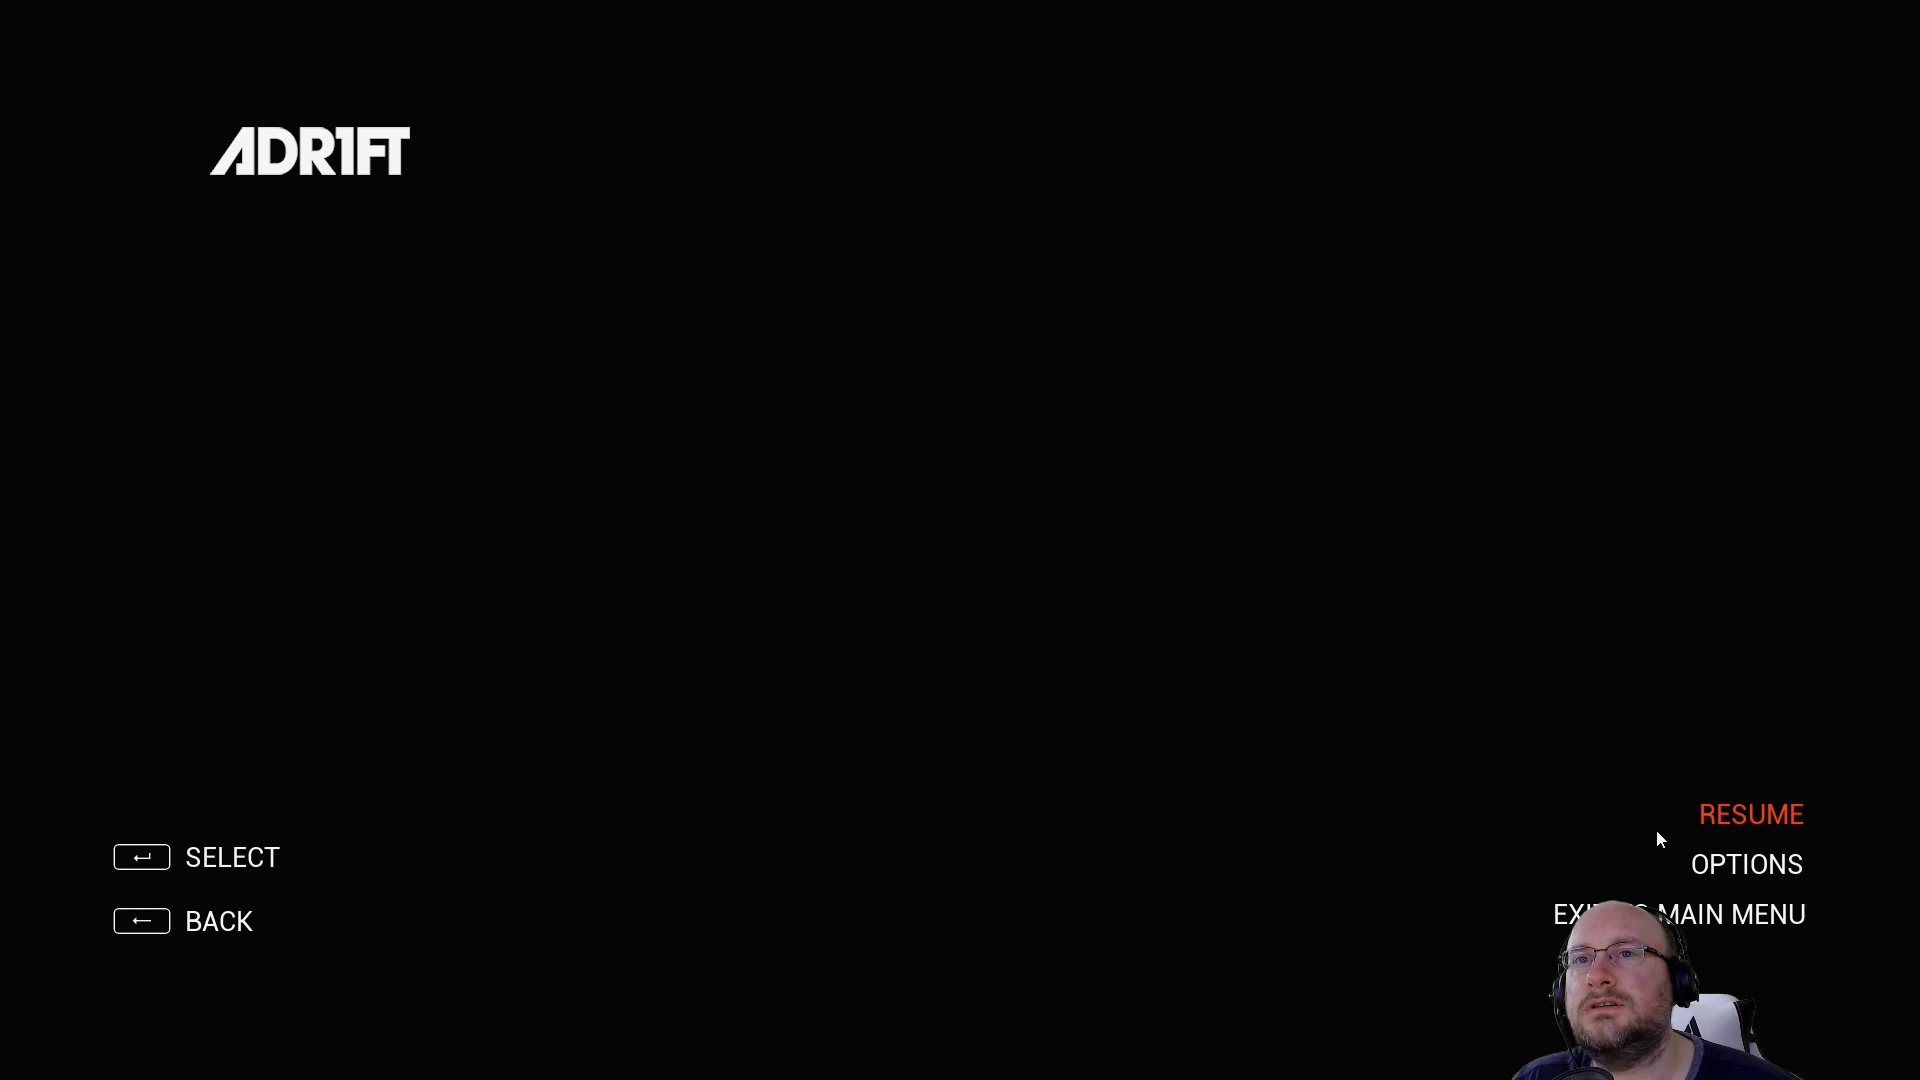 ADR1FT
RESUME
OPTIONS
MAIN MENU
SELECT
BACK